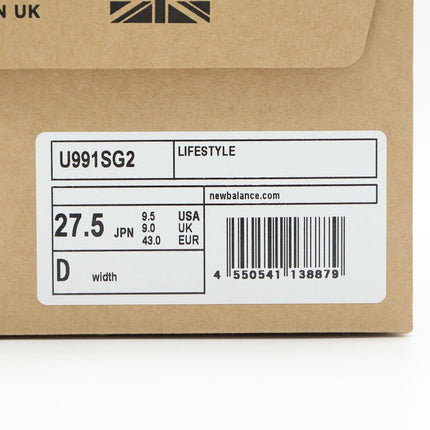 N UK
U991SG2
LIFESTYLE
newbalance.com
27.5 JPN
9.5 USA
9.0 UK
43.0 EUR
D width
4 550541 138879